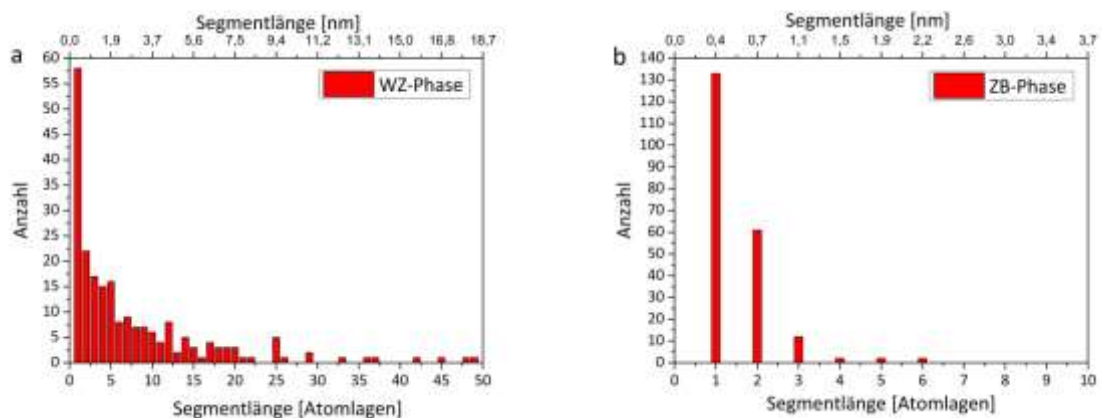 Segmentlänge [nm]
0,0 1,9 3,7 5,6 7,5 9,4 11,2 13,1 15,0 16,8 18,7
a
60
55
50
45
40
35
30
25
20
15
10
5
0
Anzahl
WZ-Phase
0 5 10 15 20 25 30 35 40 45 50
Segmentlänge [Atomlagen]
Segmentlänge [nm]
0,0 0,4 0,7 1,1 1,5 1,9 2,2 2,6 3,0 3,4 3,7
b
140
130
120
110
100
90
80
70
60
50
40
30
20
10
0
Anzahl
ZB-Phase
0 1 2 3 4 5 6 7 8 9 10
Segmentlänge [Atomlagen]